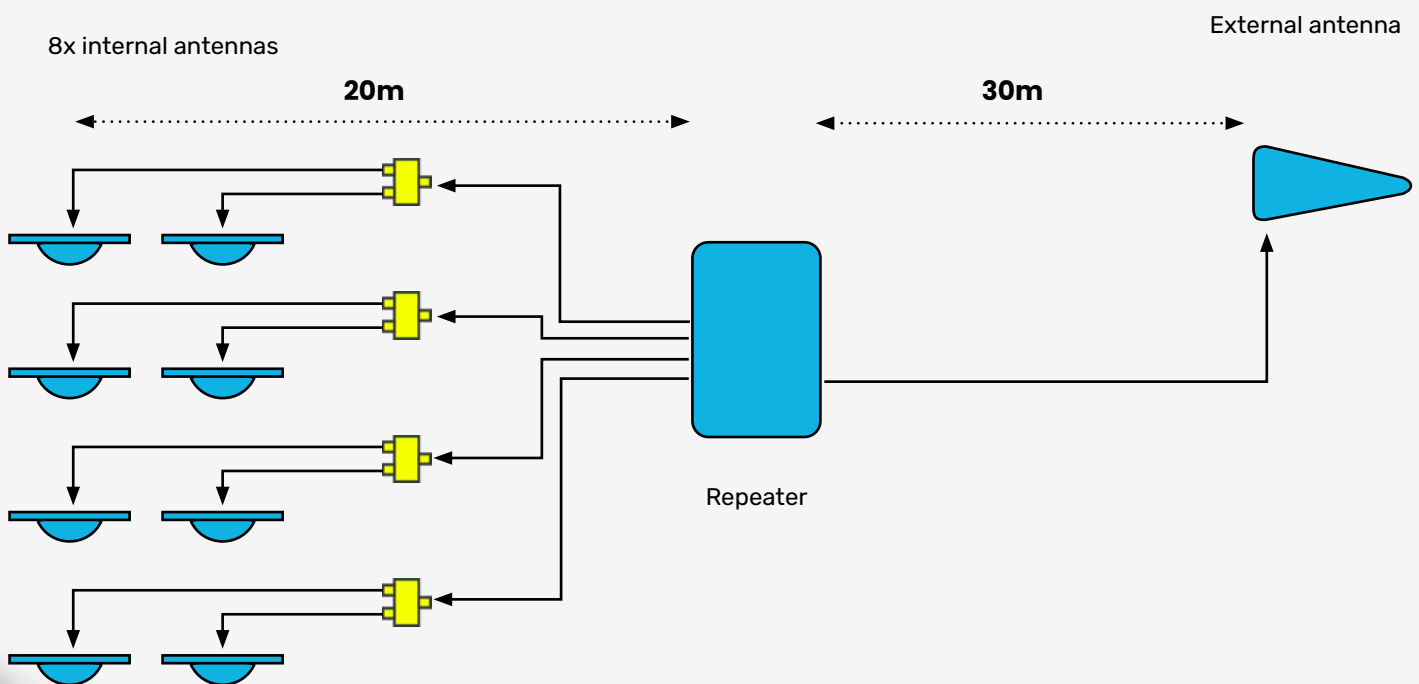 External antenna
8x internal antennas
20m
30m
Repeater